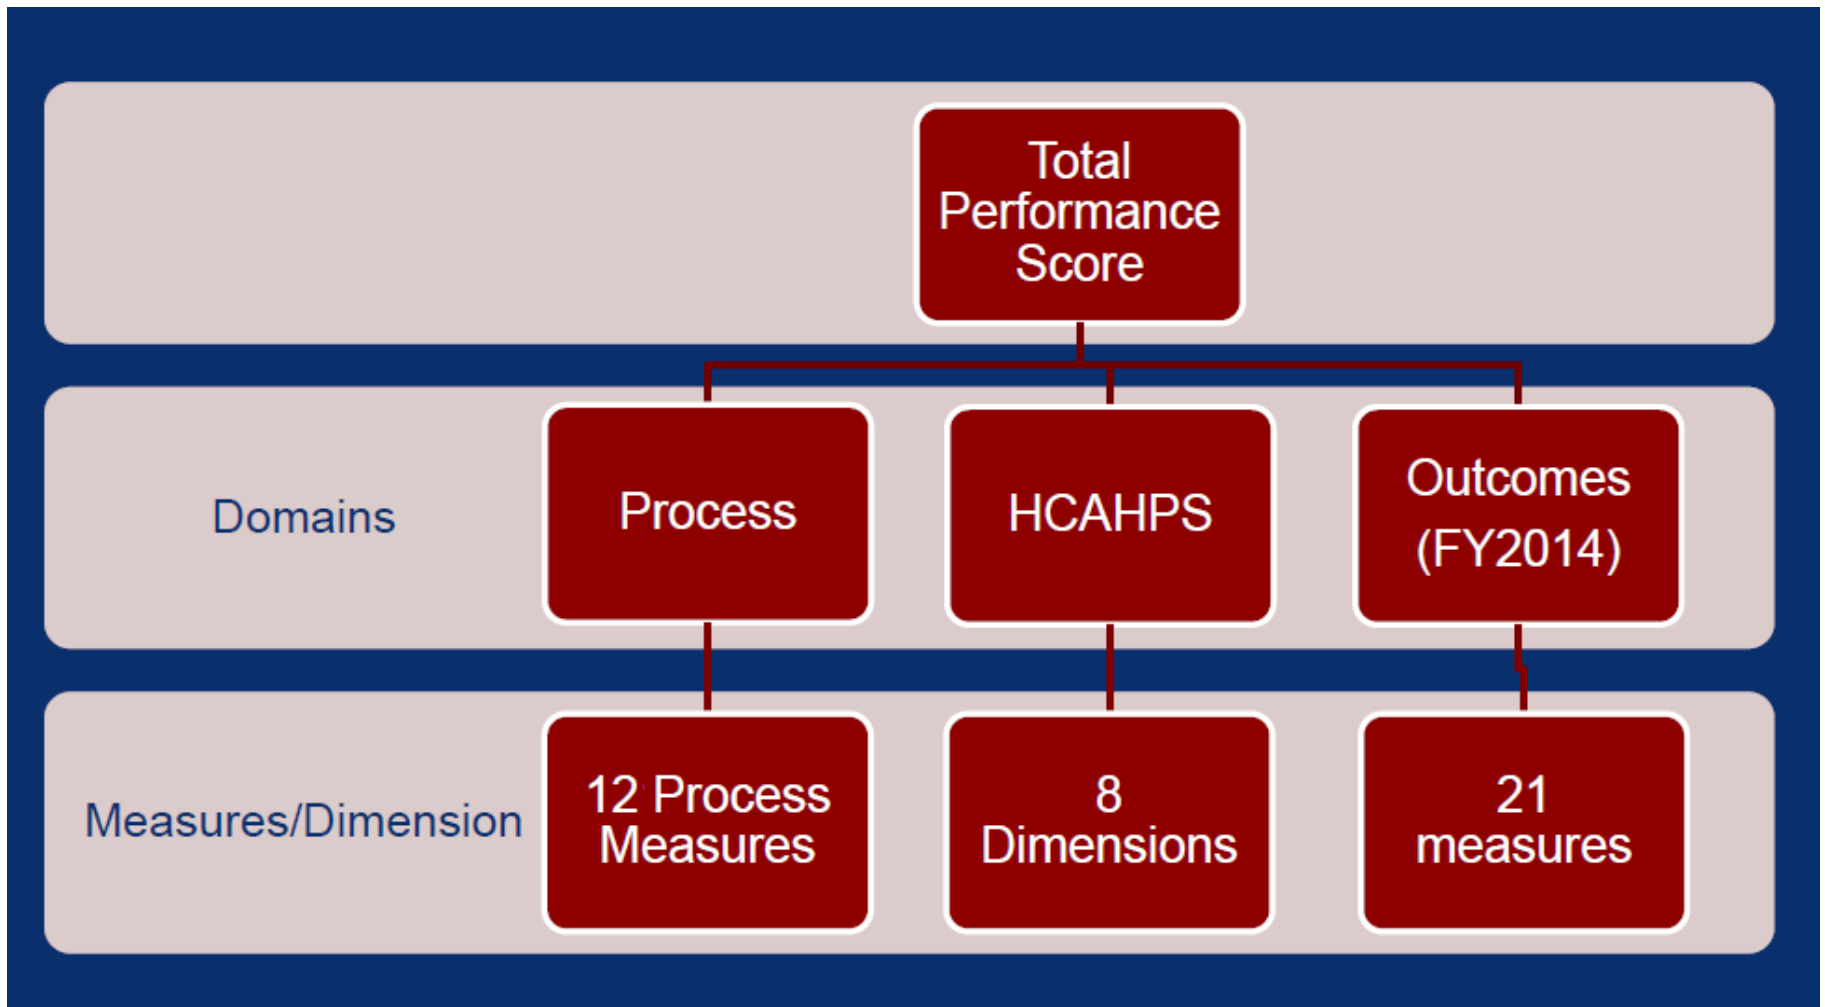 Total
Performance
Score
Domains
Process
HCAHPS
Outcomes
(FY2014)
Measures/Dimension
12 Process
Measures
8
Dimensions
21
measures